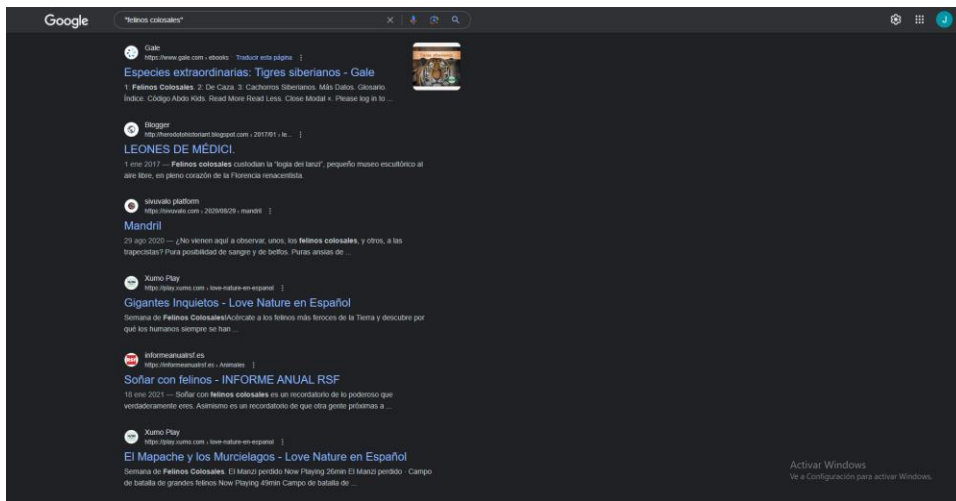 Google
"felinos colosales"
J
Gale
https://www.gale.com › ebooks · Traducir esta página
Especies extraordinarias: Tigres siberianos - Gale
1: Felinos Colosales. 2: De Caza. 3: Cachorros Siberianos. Más Datos. Glosario.
Índice. Código Abdo Kids. Read More Read Less. Close Modal ×. Please log in to ...
Blogger
http://herodotohistoriant.blogspot.com › 2017/01 › le...
LEONES DE MÉDICI.
1 ene 2017 — Felinos colosales custodian la "logia dei lanzi", pequeño museo escultórico al
aire libre, en pleno corazón de la Florencia renacentista.
sivuvalo platform
https://sivuvalo.com › 2020/08/29 › mandril
Mandril
29 ago 2020 — ¿No vienen aquí a observar, unos, los felinos colosales, y otros, a las
trapecistas? Pura posibilidad de sangre y de belfos. Puras ansias de ...
Xumo Play
https://play.xumo.com › love-nature-en-espanol
Gigantes Inquietos - Love Nature en Español
Semana de Felinos Colosales!Acércate a los felinos más feroces de la Tierra y descubre por
qué los humanos siempre se han ...
RSF
informeanualrsf.es
https://informeanualrsf.es › Animales
Soñar con felinos - INFORME ANUAL RSF
18 ene 2021 — Soñar con felinos colosales es un recordatorio de lo poderoso que
verdaderamente eres. Asimismo es un recordatorio de que otra gente próximas a ...
Xumo Play
https://play.xumo.com › love-nature-en-espanol
El Mapache y los Murcielagos - Love Nature en Español
Semana de Felinos Colosales. El Manzi perdido Now Playing 26min El Manzi perdido · Campo
de batalla de grandes felinos Now Playing 49min Campo de batalla de ...
Activar Windows
Ve a Configuración para activar Windows.